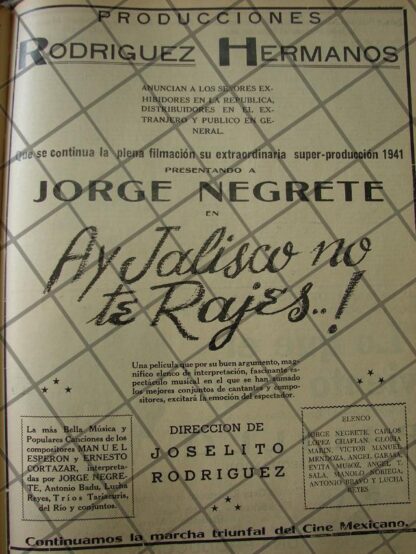 PRODUCCIONES
RODRIGUEZ HERMANOS
ANUNCIAN A LOS SEÑORES EX-
HIBIDORES EN LA REPUBLICA,
DISTRIBUIDORES EN EL EX-
TRANJERO Y PUBLICO EN GE-
NERAL.
Que se continua la plena filmación su extraordinaria super-producción 1941
PRESENTANDO A
JORGE NEGRETE
EN
Ay Jalisco no
te Rajes..!
Una película que por su buen argumento, mag-
nífico elenco de interpretación, fascinante es-
pectáculo musical en el que se han sumado
los mejores conjuntos de cantantes y compo-
sitores, excitará la emoción del espectador.
La más Bella Música y
Populares Canciones de los
compositores MANUEL
ESPERON y ERNESTO
CORTAZAR, interpreta-
das por JORGE NEGRE-
TE, Antonio Badú, Lucha
Reyes, Tríos Tariacuris,
del Río y conjuntos.
DIRECCION DE
JOSELITO
RODRIGUEZ
ELENCO
JORGE NEGRETE, CARLOS
LOPEZ CHAFLAN, GLORIA
MARIN, VICTOR MANUEL
MENDOZA, ANGEL GARASA,
EVITA MUÑOZ, ANGEL T.
SALA, MANOLO NORIEGA,
ANTONIO BRAVO Y LUCHA
REYES
Continuamos la marcha triunfal del Cine Mexicano.